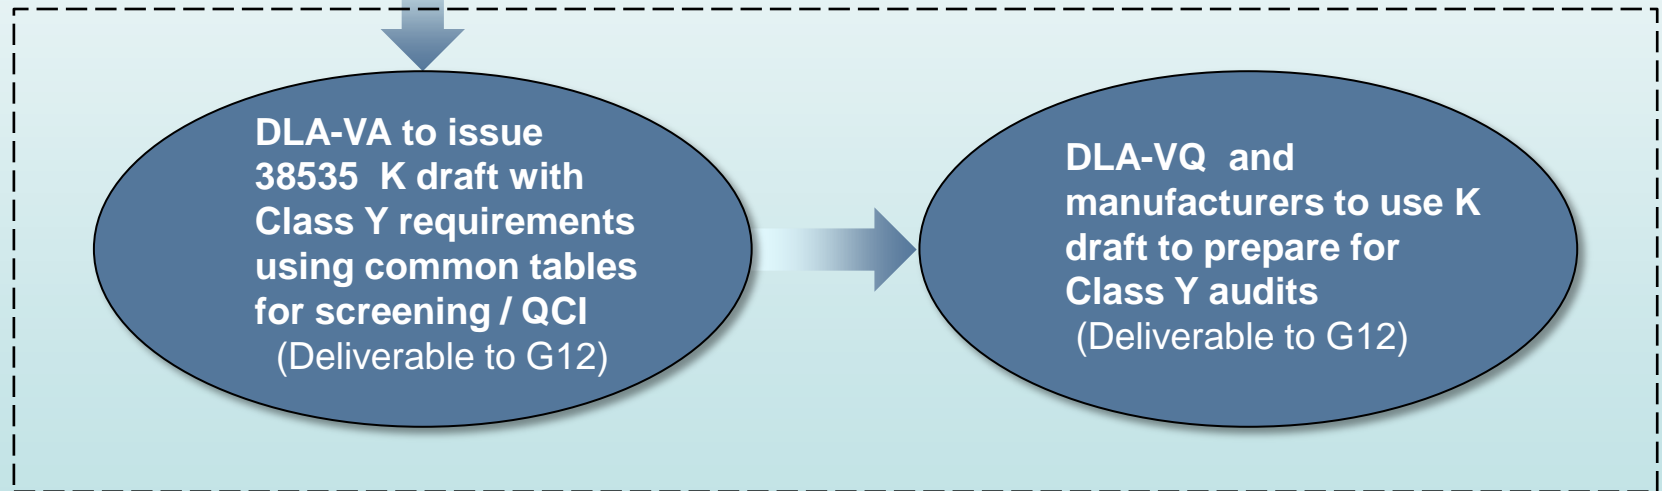 DLA-VA to issue
38535 K draft with
Class Y requirements
using common tables
for screening / QCI
(Deliverable to G12)
DLA-VQ and
manufacturers to use K
draft to prepare for
Class Y audits
(Deliverable to G12)